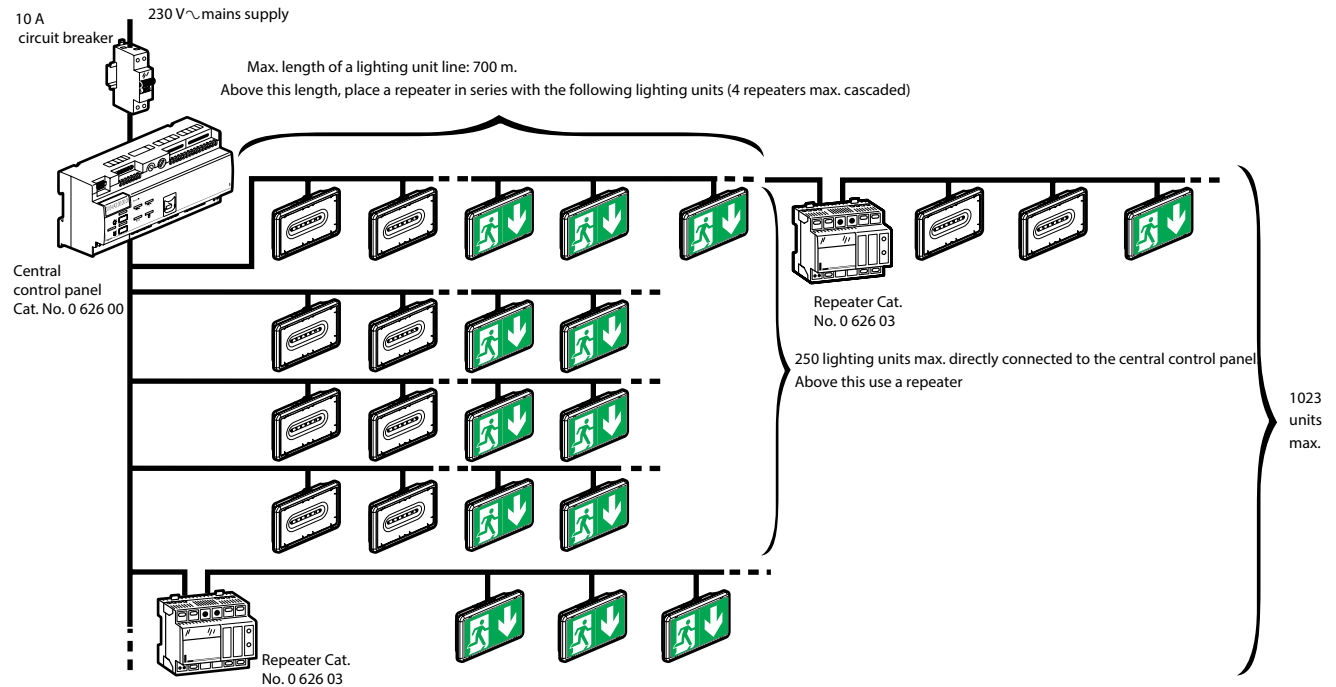 10 A
circuit breaker
230 V∿mains supply
Max. length of a lighting unit line: 700 m.
Above this length, place a repeater in series with the following lighting units (4 repeaters max. cascaded)
Central
control panel
Cat. No. 0 626 00
Repeater Cat.
No. 0 626 03
250 lighting units max. directly connected to the central control panel
Above this use a repeater
1023
units
max.
Repeater Cat.
No. 0 626 03